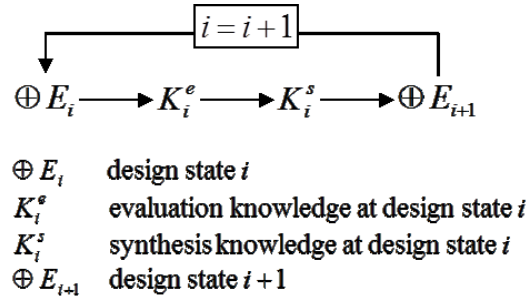 i = i + 1
⊕ E_i → K_i^e → K_i^s → ⊕ E_{i+1}
⊕ E_i design state i
K_i^e evaluation knowledge at design state i
K_i^s synthesis knowledge at design state i
⊕ E_{i+1} design state i + 1